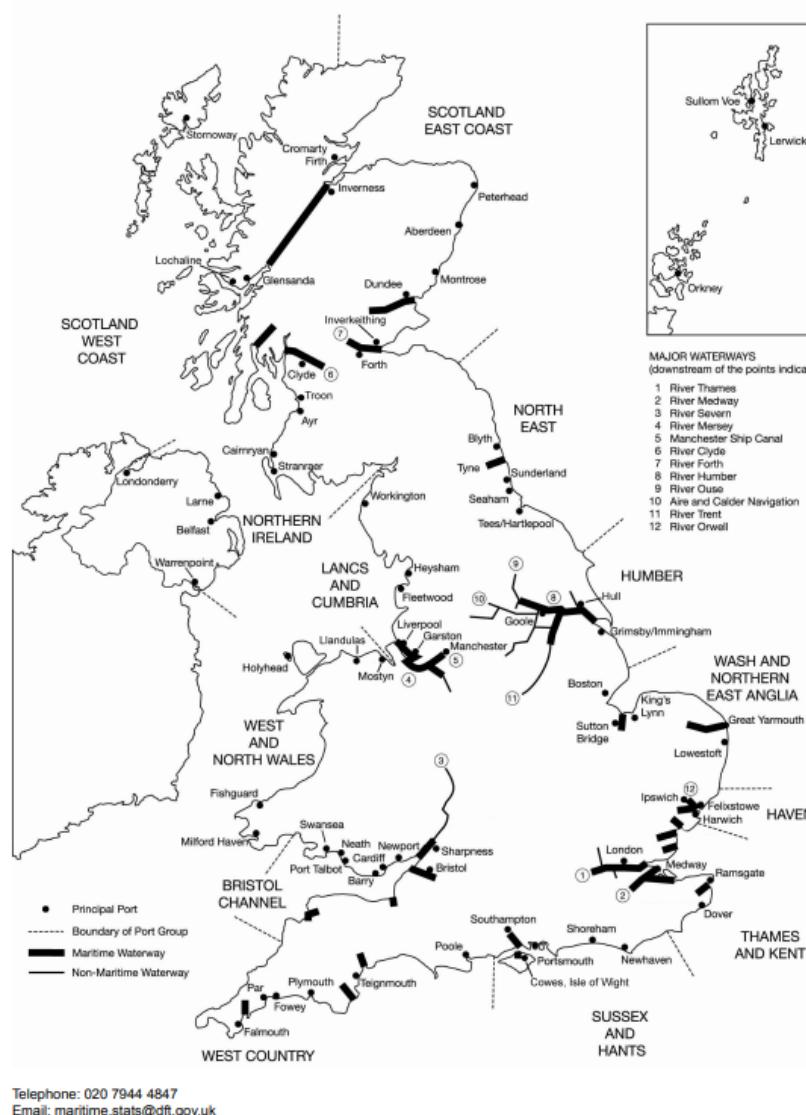 SCOTLAND
EAST COAST
Sullom Voe
Lerwick
Stornoway
Cromarty
Firth
Inverness
Peterhead
Aberdeen
Lochaline
Glensanda
Montrose
Dundee
Orkney
SCOTLAND
WEST
COAST
Inverkeithing
7
Forth
Clyde
6
Troon
Ayr
MAJOR WATERWAYS
(downstream of the points indica
1 River Thames
2 River Medway
3 River Severn
4 River Mersey
5 Manchester Ship Canal
6 River Clyde
7 River Forth
8 River Humber
9 River Ouse
10 Aire and Calder Navigation
11 River Trent
12 River Orwell
NORTH
EAST
Blyth
Tyne
Sunderland
Seaham
Tees/Hartlepool
Cairnryan
Stranraer
Londonderry
Larne
Belfast
Warrenpoint
NORTHERN
IRELAND
Workington
LANCS
AND
CUMBRIA
Heysham
Fleetwood
9
10
8
Hull
Goole
Grimsby/Immingham
HUMBER
11
Liverpool
Garston
Manchester
5
4
Llandulas
Mostyn
Holyhead
Boston
King's
Lynn
Sutton
Bridge
WASH AND
NORTHERN
EAST ANGLIA
Great Yarmouth
Lowestoft
WEST
AND
NORTH WALES
3
Fishguard
Milford Haven
Swansea
Neath
Port Talbot
Cardiff
Barry
Newport
Sharpness
Bristol
BRISTOL
CHANNEL
12
Ipswich
Felixstowe
Harwich
HAVEN
London
1
Medway
2
Ramsgate
Dover
THAMES
AND KENT
Principal Port
Boundary of Port Group
Maritime Waterway
Non-Maritime Waterway
Southampton
Shoreham
Poole
Portsmouth
Newhaven
Cowes, Isle of Wight
SUSSEX
AND
HANTS
Plymouth
Teignmouth
Par
Fowey
Falmouth
WEST COUNTRY
Telephone: 020 7944 4847
Email: maritime.stats@dft.gov.uk